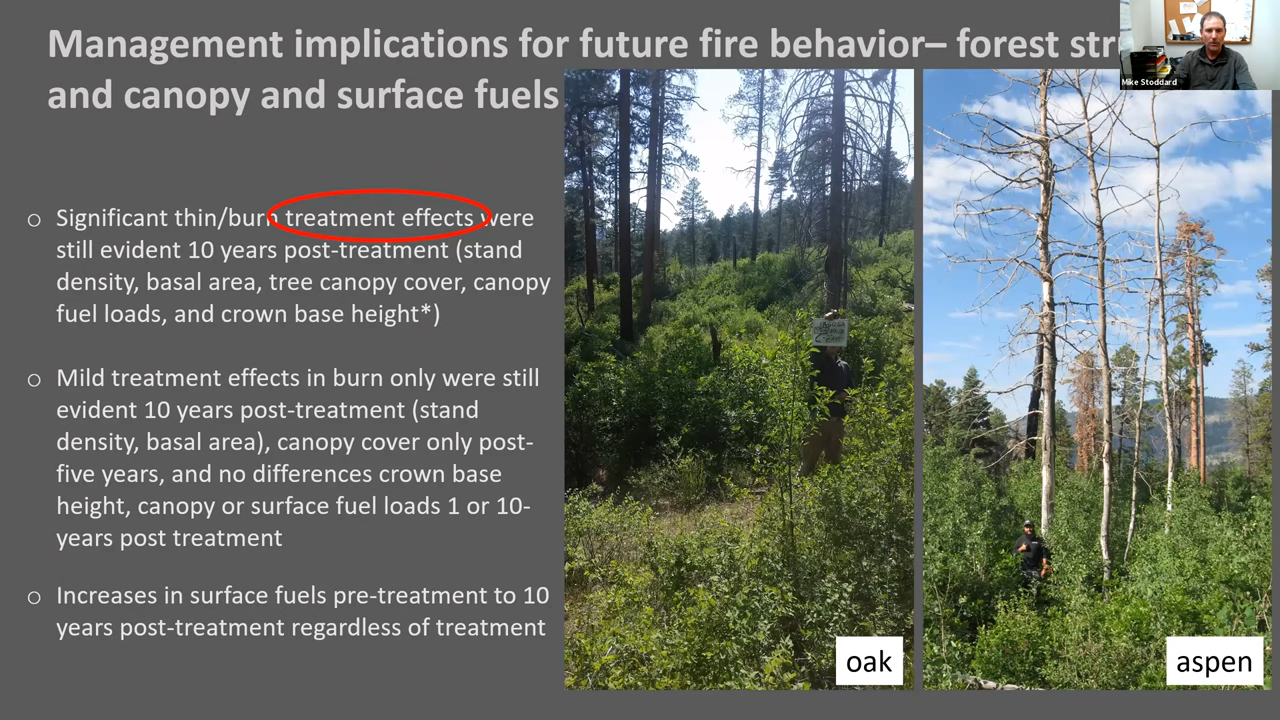 Management implications for future fire behavior– forest str
and canopy and surface fuels
Mike Stoddard
o Significant thin/burn treatment effects were
still evident 10 years post-treatment (stand
density, basal area, tree canopy cover, canopy
fuel loads, and crown base height*)
o Mild treatment effects in burn only were still
evident 10 years post-treatment (stand
density, basal area), canopy cover only post-
five years, and no differences crown base
height, canopy or surface fuel loads 1 or 10-
years post treatment
o Increases in surface fuels pre-treatment to 10
years post-treatment regardless of treatment
oak
aspen